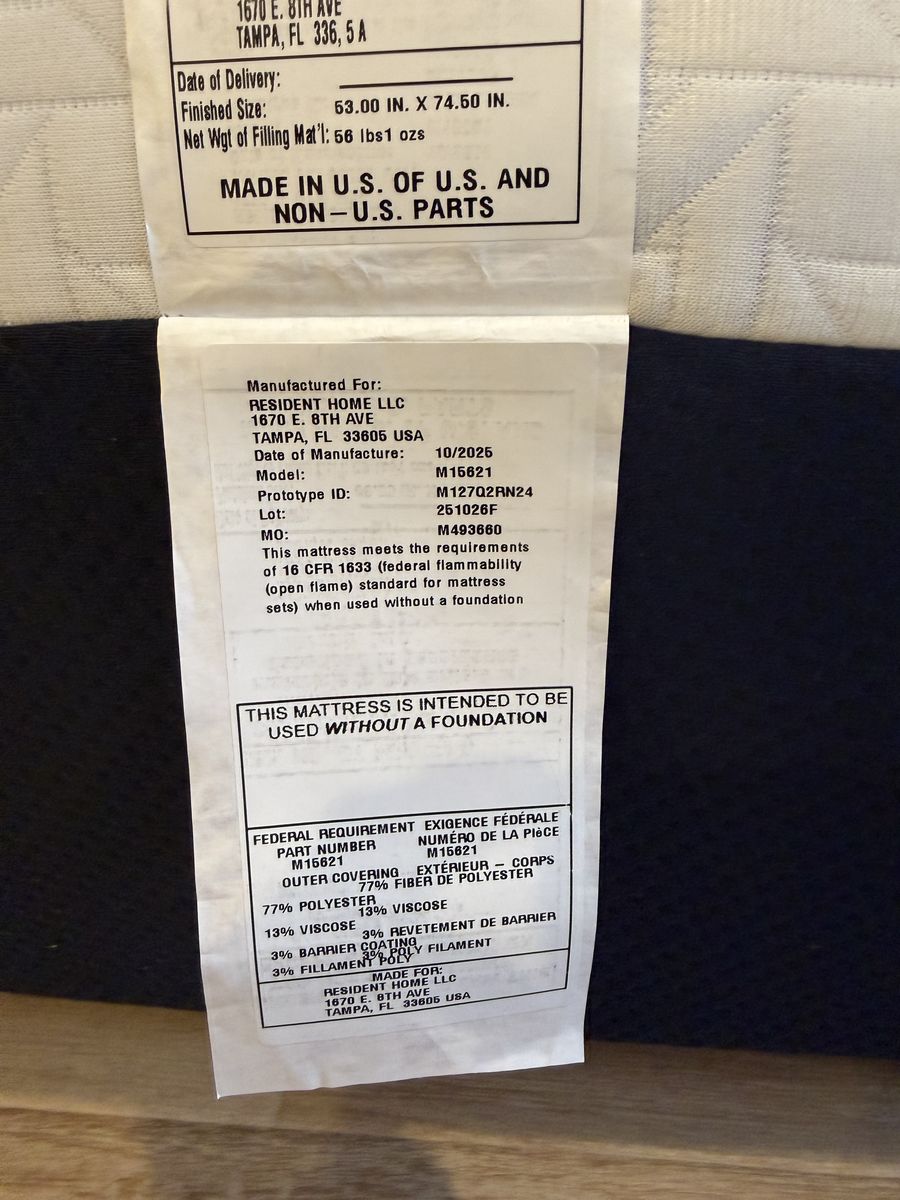 1670 E. 8TH AVE
TAMPA, FL 336, 5 A
Date of Delivery:
Finished Size: 53.00 IN. X 74.50 IN.
Net Wgt of Filling Mat'l: 56 lbs1 ozs
MADE IN U.S. OF U.S. AND
NON-U.S. PARTS
Manufactured For:
RESIDENT HOME LLC
1670 E. 8TH AVE
TAMPA, FL 33605 USA
Date of Manufacture: 10/2025
Model: M15621
Prototype ID: M127Q2RN24
Lot: 251026F
MO: M493660
This mattress meets the requirements
of 16 CFR 1633 (federal flammability
(open flame) standard for mattress
sets) when used without a foundation
THIS MATTRESS IS INTENDED TO BE
USED WITHOUT A FOUNDATION
FEDERAL REQUIREMENT EXIGENCE FÉDÉRALE
PART NUMBER NUMÉRO DE LA PIèCE
M15621 M15621
OUTER COVERING EXTÉRIEUR - CORPS
77% POLYESTER 77% FIBER DE POLYESTER
13% VISCOSE 13% VISCOSE
3% BARRIER COATING 3% REVETEMENT DE BARRIER
3% FILLAMENT POLY 3% POLY FILAMENT
MADE FOR:
RESIDENT HOME LLC
1670 E. 8TH AVE
TAMPA, FL 33605 USA